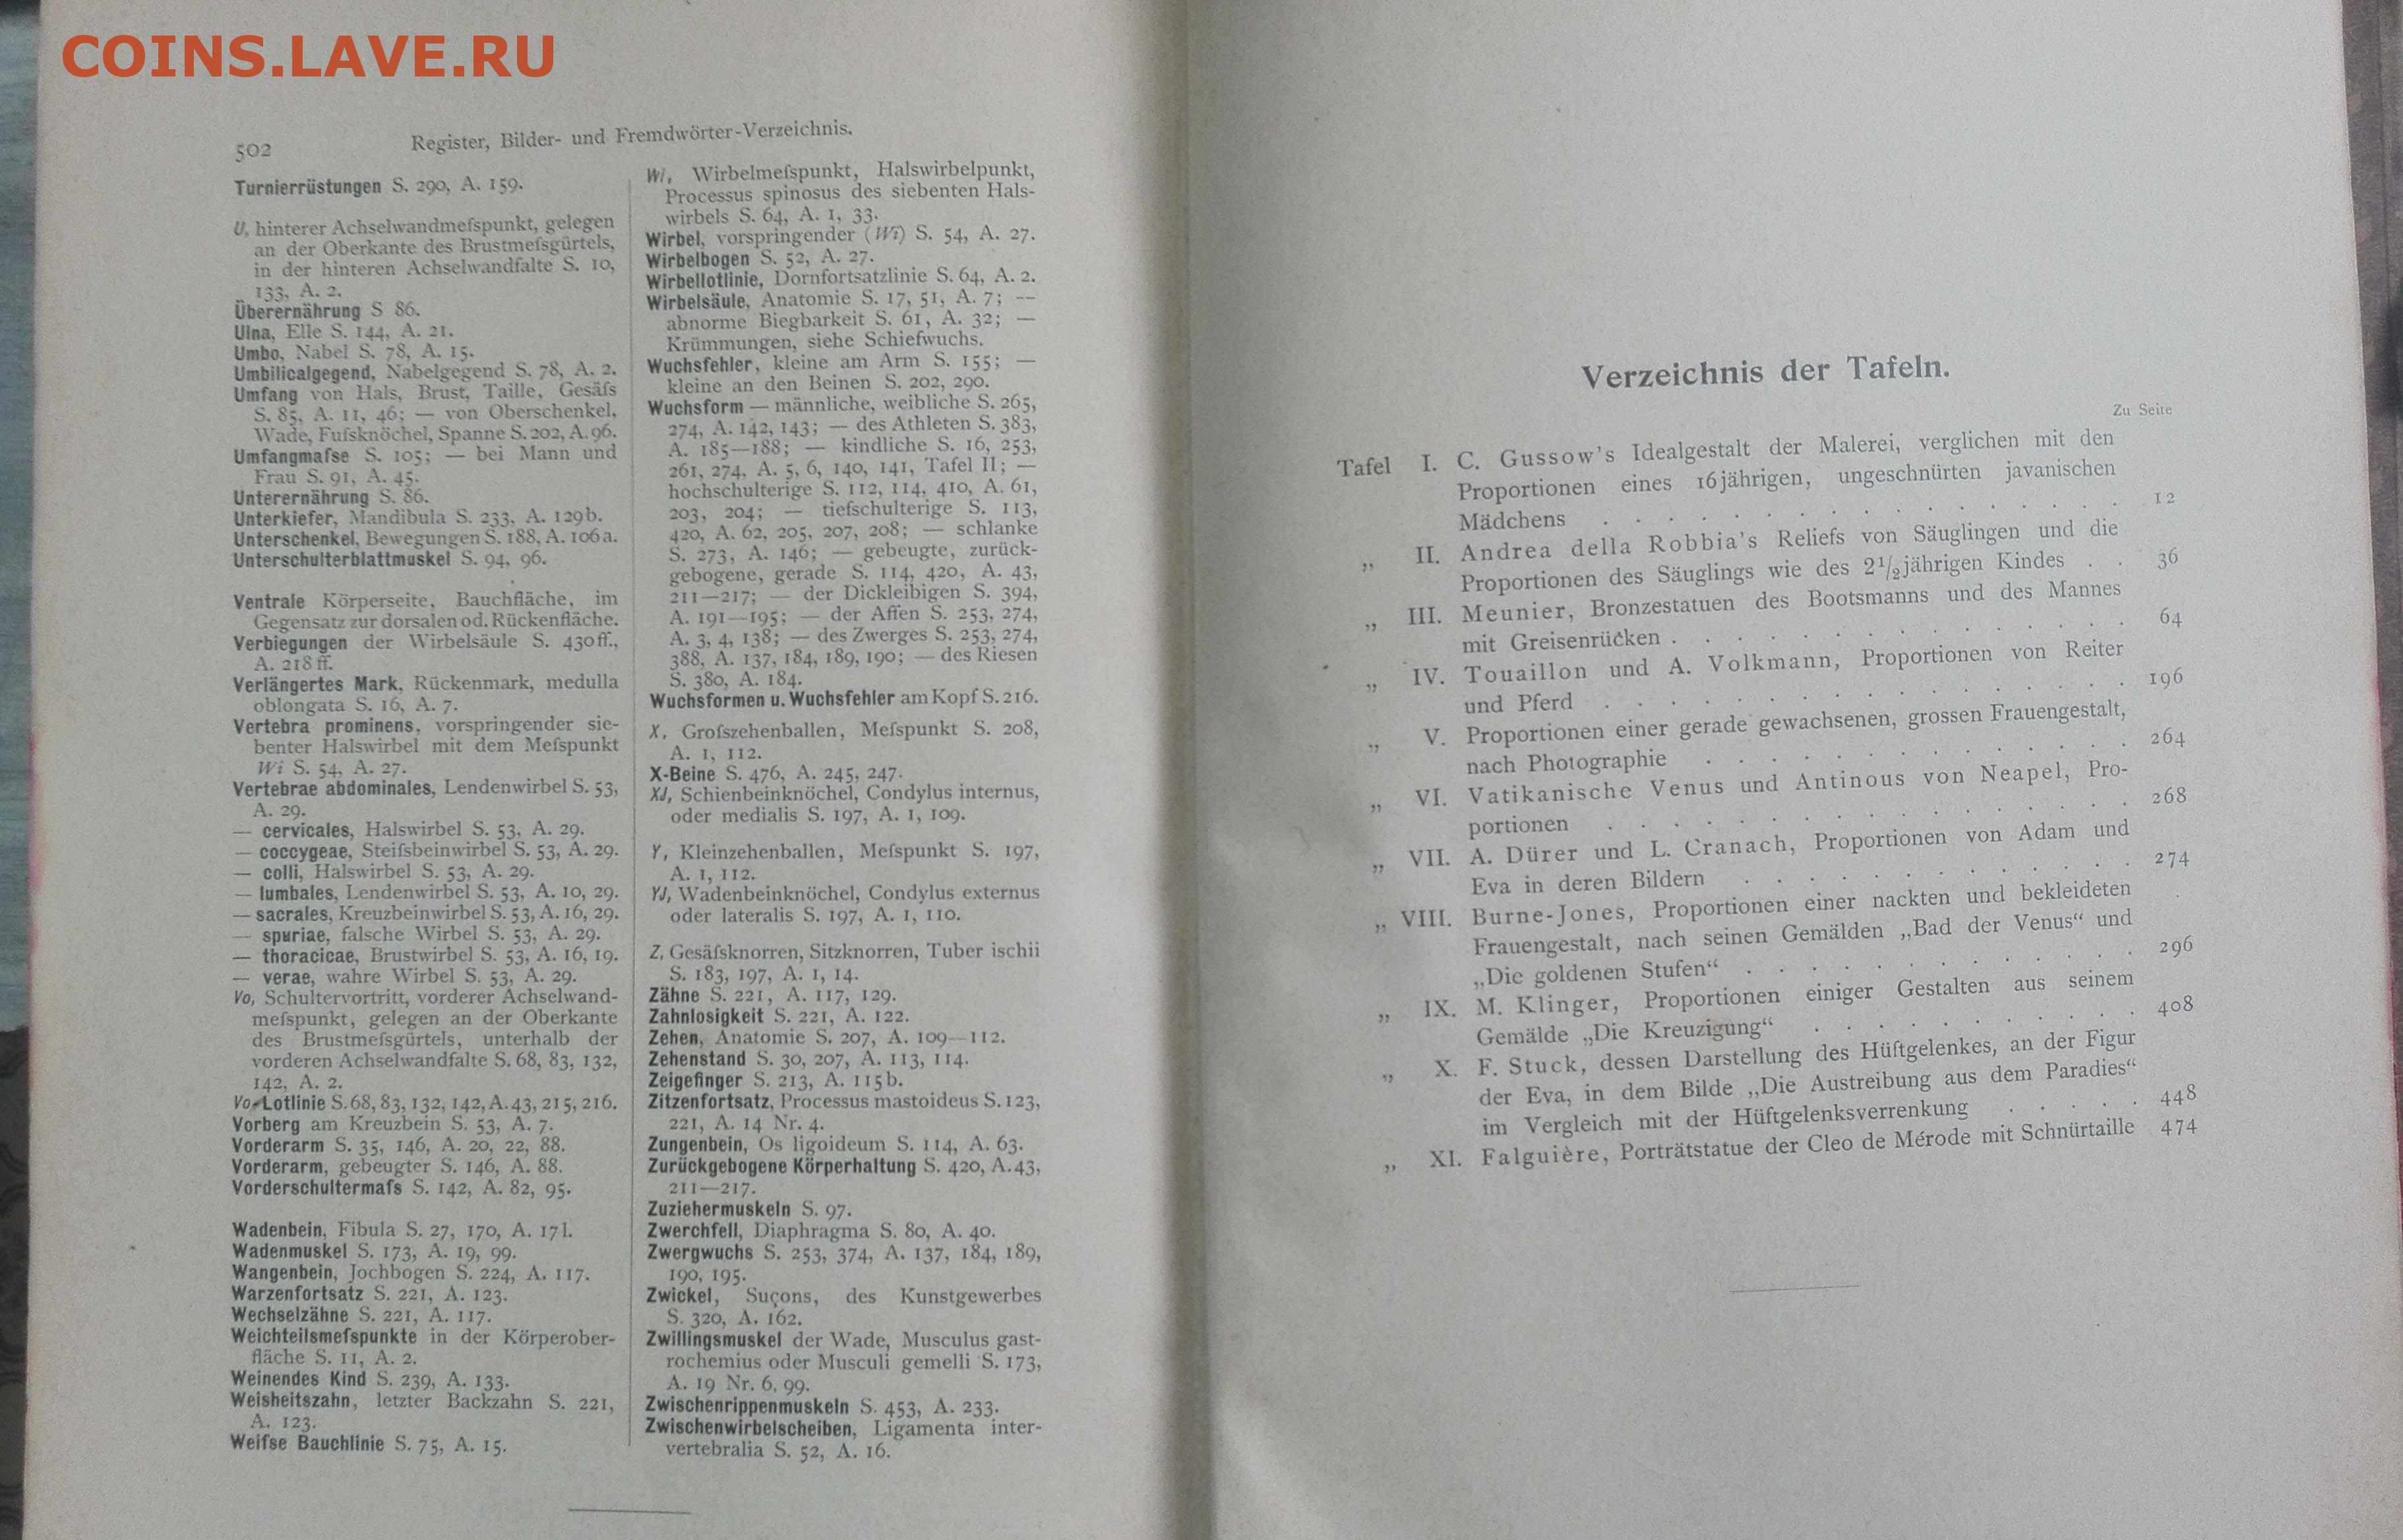 COINS.LAVE.RU
502 Register, Bilder- und Fremdwörter-Verzeichnis.
Turnierrüstungen S. 290, A. 159.
U, hinterer Achselwandmeſspunkt, gelegen
an der Oberkante des Brustmeſsgürtels,
in der hinteren Achselwandfalte S. 10,
133, A. 2.
Überernährung S 86.
Ulna, Elle S. 144, A. 21.
Umbo, Nabel S. 78, A. 15.
Umbilicalgegend, Nabelgegend S. 78, A. 2.
Umfang von Hals, Brust, Taille, Gesäſs
S. 85, A. 11, 46; — von Oberschenkel,
Wade, Fuſsknöchel, Spanne S. 202, A. 96.
Umfangmaſse S. 105; — bei Mann und
Frau S. 91, A. 45.
Unterernährung S. 86.
Unterkiefer, Mandibula S. 233, A. 129b.
Unterschenkel, Bewegungen S. 188, A. 106a.
Unterschulterblattmuskel S. 94, 96.
Ventrale Körperseite, Bauchfläche, im
Gegensatz zur dorsalen od. Rückenfläche.
Verbiegungen der Wirbelsäule S. 430ff.,
A. 218ff.
Verlängertes Mark, Rückenmark, medulla
oblongata S. 16, A. 7.
Vertebra prominens, vorspringender sie-
benter Halswirbel mit dem Meſspunkt
Wi S. 54, A. 27.
Vertebrae abdominales, Lendenwirbel S. 53,
A. 29.
— cervicales, Halswirbel S. 53, A. 29.
— coccygeae, Steiſsbeinwirbel S. 53, A. 29.
— colli, Halswirbel S. 53, A. 29.
— lumbales, Lendenwirbel S. 53, A. 10, 29.
— sacrales, Kreuzbeinwirbel S. 53, A. 16, 29.
— spuriae, falsche Wirbel S. 53, A. 29.
— thoracicae, Brustwirbel S. 53, A. 16, 19.
— verae, wahre Wirbel S. 53, A. 29.
Vo, Schultervortritt, vorderer Achselwand-
meſspunkt, gelegen an der Oberkante
des Brustmeſsgürtels, unterhalb der
vorderen Achselwandfalte S. 68, 83, 132,
142, A. 2.
Vo-Lotlinie S. 68, 83, 132, 142, A. 43, 215, 216.
Vorberg am Kreuzbein S. 53, A. 7.
Vorderarm S. 35, 146, A. 20, 22, 88.
Vorderarm, gebeugter S. 146, A. 88.
Vorderschultermaſs S. 142, A. 82, 95.
Wadenbein, Fibula S. 27, 170, A. 17l.
Wadenmuskel S. 173, A. 19, 99.
Wangenbein, Jochbogen S. 224, A. 117.
Warzenfortsatz S. 221, A. 123.
Wechselzähne S. 221, A. 117.
Weichteilsmeſspunkte in der Körperober-
fläche S. 11, A. 2.
Weinendes Kind S. 239, A. 133.
Weisheitszahn, letzter Backzahn S. 221,
A. 123.
Weiſse Bauchlinie S. 75, A. 15.
Wi, Wirbelmeſspunkt, Halswirbelpunkt,
Processus spinosus des siebenten Hals-
wirbels S. 64, A. 1, 33.
Wirbel, vorspringender (Wi) S. 54, A. 27.
Wirbelbogen S. 52, A. 27.
Wirbellotlinie, Dornfortsatzlinie S. 64, A. 2.
Wirbelsäule, Anatomie S. 17, 51, A. 7; —
abnorme Biegbarkeit S. 61, A. 32; —
Krümmungen, siehe Schiefwuchs.
Wuchsfehler, kleine am Arm S. 155; —
kleine an den Beinen S. 202, 290.
Wuchsform — männliche, weibliche S. 265,
274, A. 142, 143; — des Athleten S. 383,
A. 185—188; — kindliche S. 16, 253,
261, 274, A. 5, 6, 140, 141, Tafel II; —
hochschulterige S. 112, 114, 410, A. 61,
203, 204; — tiefschulterige S. 113,
420, A. 62, 205, 207, 208; — schlanke
S. 273, A. 146; — gebeugte, zurück-
gebogene, gerade S. 114, 420, A. 43,
211—217; — der Dickleibigen S. 394,
A. 191—195; — der Affen S. 253, 274,
A. 3, 4, 138; — des Zwerges S. 253, 274,
388, A. 137, 184, 189, 190; — des Riesen
S. 380, A. 184.
Wuchsformen u. Wuchsfehler am Kopf S. 216.
X, Groſszehenballen, Meſspunkt S. 208,
A. 1, 112.
X-Beine S. 476, A. 245, 247.
XJ, Schienbeinknöchel, Condylus internus,
oder medialis S. 197, A. 1, 109.
Y, Kleinzehenballen, Meſspunkt S. 197,
A. 1, 112.
YJ, Wadenbeinknöchel, Condylus externus
oder lateralis S. 197, A. 1, 110.
Z, Gesäſsknorren, Sitzknorren, Tuber ischii
S. 183, 197, A. 1, 14.
Zähne S. 221, A. 117, 129.
Zahnlosigkeit S. 221, A. 122.
Zehen, Anatomie S. 207, A. 109—112.
Zehenstand S. 30, 207, A. 113, 114.
Zeigefinger S. 213, A. 115b.
Zitzenfortsatz, Processus mastoideus S. 123,
221, A. 14 Nr. 4.
Zungenbein, Os ligoideum S. 114, A. 63.
Zurückgebogene Körperhaltung S. 420, A. 43,
211—217.
Zuziehermuskeln S. 97.
Zwerchfell, Diaphragma S. 80, A. 40.
Zwergwuchs S. 253, 374, A. 137, 184, 189,
190, 195.
Zwickel, Suçons, des Kunstgewerbes
S. 320, A. 162.
Zwillingsmuskel der Wade, Musculus gast-
rochemius oder Musculi gemelli S. 173,
A. 19 Nr. 6, 99.
Zwischenrippenmuskeln S. 453, A. 233.
Zwischenwirbelscheiben, Ligamenta inter-
vertebralia S. 52, A. 16.
Verzeichnis der Tafeln.
Zu Seite
Tafel I. C. Gussow's Idealgestalt der Malerei, verglichen mit den
Proportionen eines 16jährigen, ungeschnürten javanischen
Mädchens . . . . . . . . . . . . . . . . 12
„ II. Andrea della Robbia's Reliefs von Säuglingen und die
Proportionen des Säuglings wie des 2 1/2jährigen Kindes . . 36
„ III. Meunier, Bronzestatuen des Bootsmanns und des Mannes
mit Greisenrücken . . . . . . . . . . . . . 64
„ IV. Touaillon und A. Volkmann, Proportionen von Reiter
und Pferd . . . . . . . . . . . . . . . . 196
„ V. Proportionen einer gerade gewachsenen, grossen Frauengestalt,
nach Photographie . . . . . . . . . . . . . 264
„ VI. Vatikanische Venus und Antinous von Neapel, Pro-
portionen . . . . . . . . . . . . . . . . 268
„ VII. A. Dürer und L. Cranach, Proportionen von Adam und
Eva in deren Bildern . . . . . . . . . . . . 274
„ VIII. Burne-Jones, Proportionen einer nackten und bekleideten
Frauengestalt, nach seinen Gemälden „Bad der Venus“ und
„Die goldenen Stufen“ . . . . . . . . . . . . 296
„ IX. M. Klinger, Proportionen einiger Gestalten aus seinem
Gemälde „Die Kreuzigung“ . . . . . . . . . . 408
„ X. F. Stuck, dessen Darstellung des Hüftgelenkes, an der Figur
der Eva, in dem Bilde „Die Austreibung aus dem Paradies“
im Vergleich mit der Hüftgelenksverrenkung . . . . . 448
„ XI. Falguière, Porträtstatue der Cleo de Mérode mit Schnürtaille 474